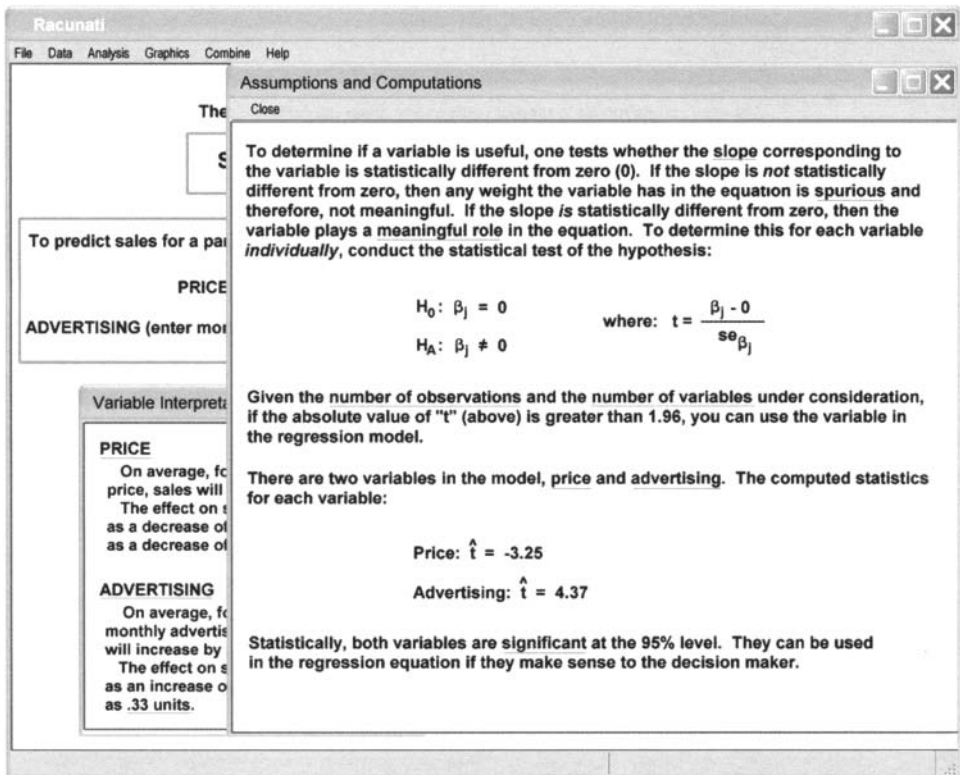 Racunati
File Data Analysis Graphics Combine Help
The
S
To predict sales for a par
PRICE
ADVERTISING (enter mor
Variable Interpreta
PRICE
On average, fo
price, sales will
The effect on s
as a decrease of
as a decrease of
ADVERTISING
On average, fo
monthly advertis
will increase by
The effect on s
as an increase o
as .33 units.
Assumptions and Computations
Close
To determine if a variable is useful, one tests whether the slope corresponding to
the variable is statistically different from zero (0). If the slope is not statistically
different from zero, then any weight the variable has in the equation is spurious and
therefore, not meaningful. If the slope is statistically different from zero, then the
variable plays a meaningful role in the equation. To determine this for each variable
individually, conduct the statistical test of the hypothesis:
H₀: βⱼ = 0
H_A: βⱼ ≠ 0
where: t = (βⱼ - 0) / se_βⱼ
Given the number of observations and the number of variables under consideration,
if the absolute value of "t" (above) is greater than 1.96, you can use the variable in
the regression model.
There are two variables in the model, price and advertising. The computed statistics
for each variable:
Price: t̂ = -3.25
Advertising: t̂ = 4.37
Statistically, both variables are significant at the 95% level. They can be used
in the regression equation if they make sense to the decision maker.